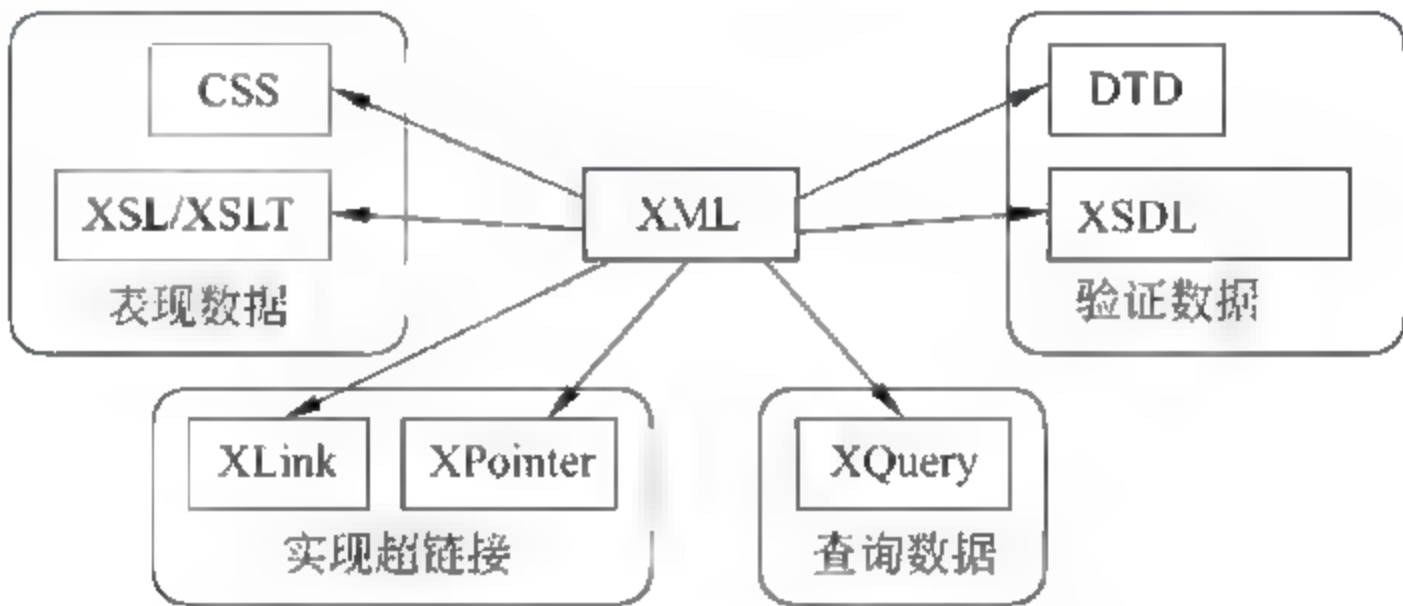 CSS
DTD
XSL/XSLT
XML
XSDL
表现数据
验证数据
XLink
XPointer
XQuery
实现超链接
查询数据